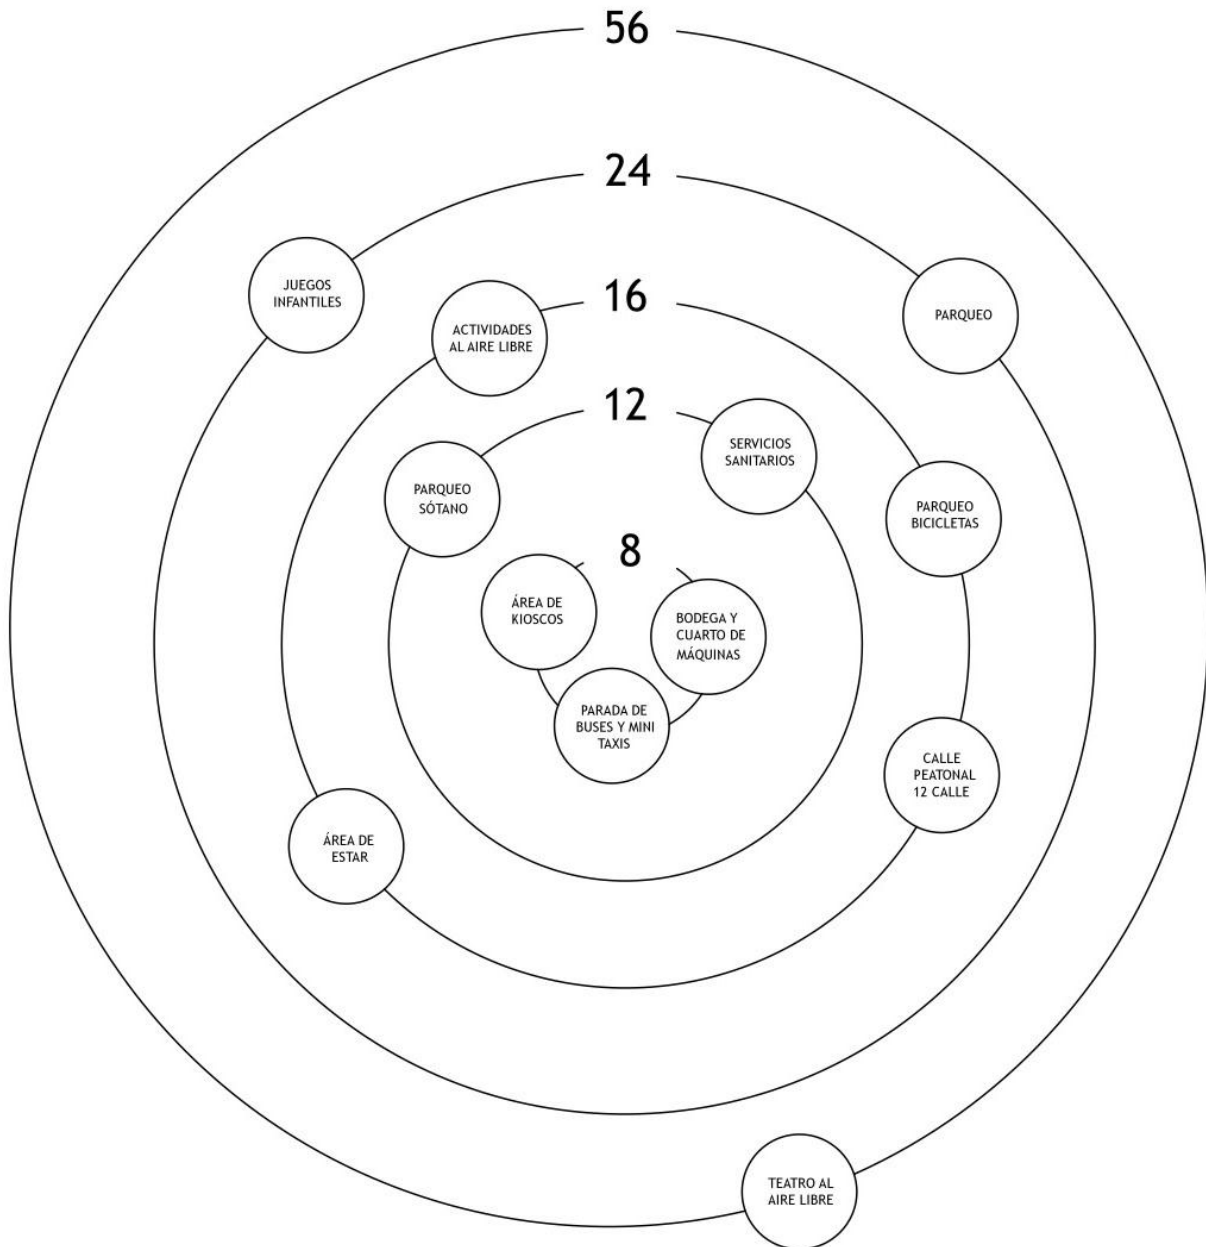 56
24
JUEGOS
INFANTILES
16
PARQUEO
ACTIVIDADES
AL AIRE LIBRE
12
SERVICIOS
SANITARIOS
PARQUEO
SÓTANO
PARQUEO
BICICLETAS
8
ÁREA DE
KIOSCOS
BODEGA Y
CUARTO DE
MÁQUINAS
PARADA DE
BUSES Y MINI
TAXIS
CALLE
PEATONAL
12 CALLE
ÁREA DE
ESTAR
TEATRO AL
AIRE LIBRE